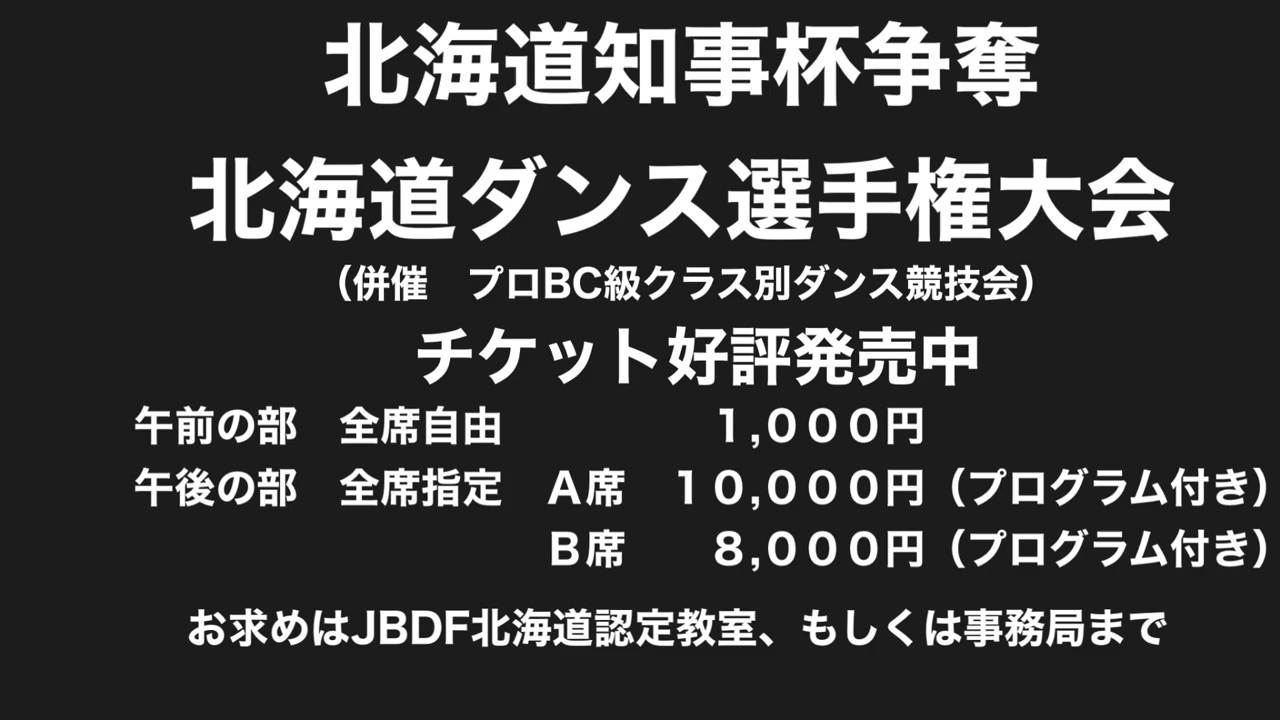 北海道知事杯争奪
北海道ダンス選手権大会
（併催　プロBC級クラス別ダンス競技会）
チケット好評発売中
午前の部　全席自由　　　　　１,０００円
午後の部　全席指定　Ａ席　１０,０００円（プログラム付き）
Ｂ席　　８,０００円（プログラム付き）
お求めはJBDF北海道認定教室、もしくは事務局まで